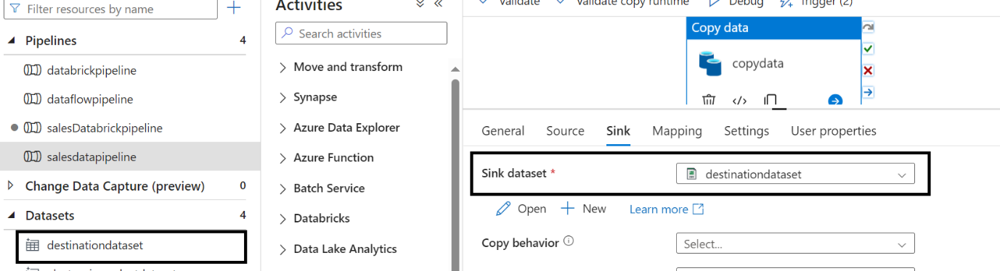 Filter resources by name
Pipelines 4
databrickpipeline
dataflowpipeline
salesDatabrickpipeline
salesdatapipeline
Change Data Capture (preview) 0
Datasets 4
destinationdataset
Activities
Search activities
Move and transform
Synapse
Azure Data Explorer
Azure Function
Batch Service
Databricks
Data Lake Analytics
Validate Validate copy runtime Debug Trigger (2)
Copy data
copydata
General Source Sink Mapping Settings User properties
Sink dataset * destinationdataset
Open New Learn more
Copy behavior Select...